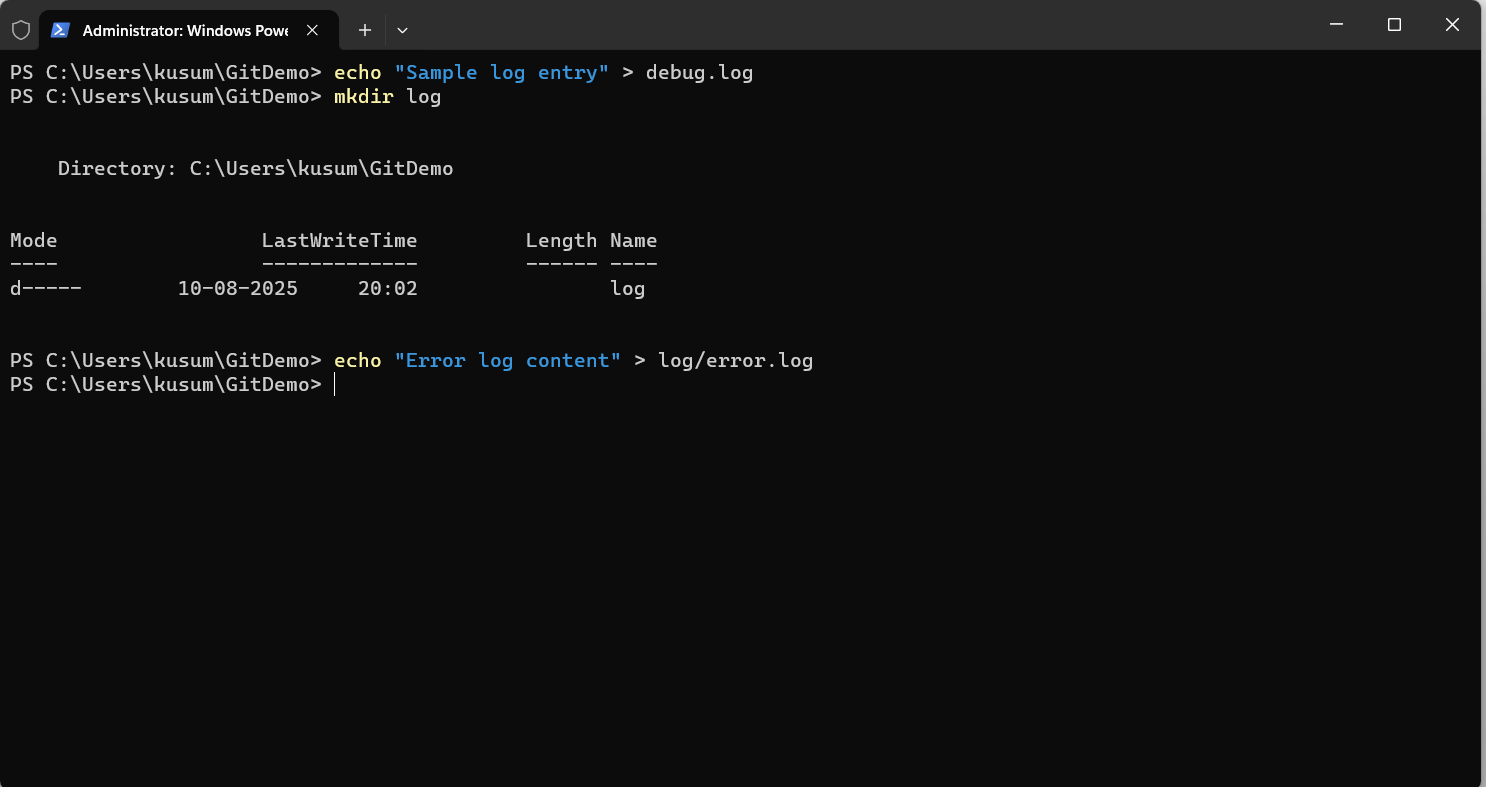 Administrator: Windows Powe
PS C:\Users\kusum\GitDemo> echo "Sample log entry" > debug.log
PS C:\Users\kusum\GitDemo> mkdir log
    Directory: C:\Users\kusum\GitDemo
Mode                 LastWriteTime         Length Name
----                 -------------         ------ ----
d-----        10-08-2025     20:02                log
PS C:\Users\kusum\GitDemo> echo "Error log content" > log/error.log
PS C:\Users\kusum\GitDemo>